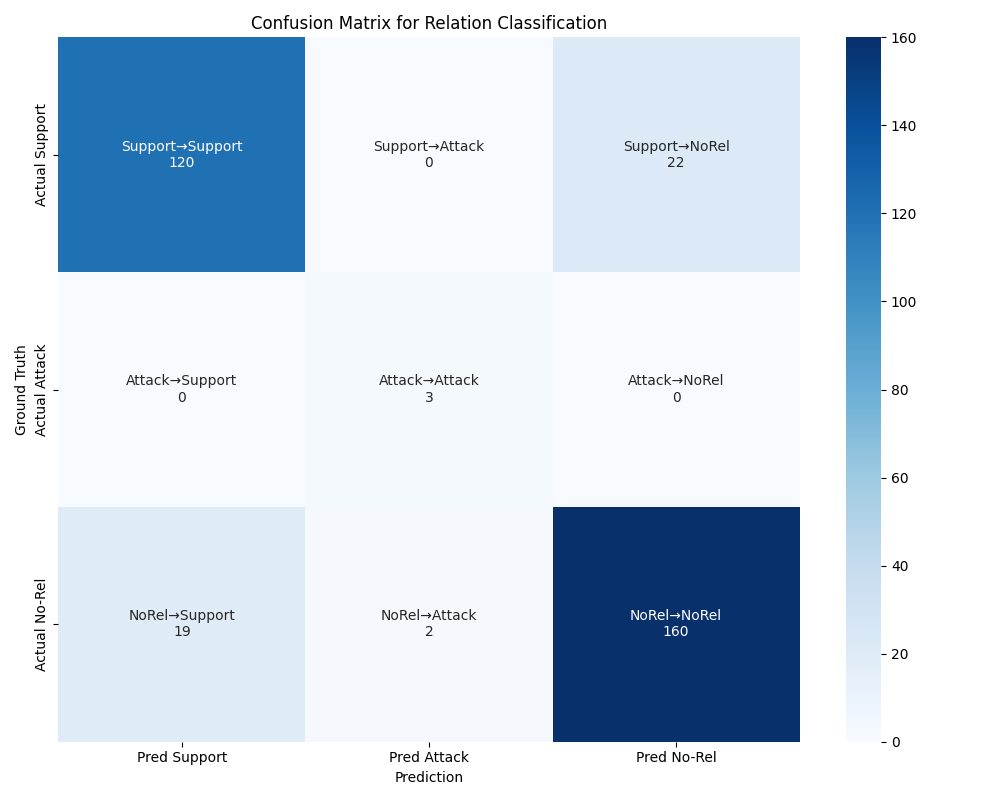 Confusion Matrix for Relation Classification
Ground Truth
Actual Support
Actual Attack
Actual No-Rel
Support→Support
120
Support→Attack
0
Support→NoRel
22
Attack→Support
0
Attack→Attack
3
Attack→NoRel
0
NoRel→Support
19
NoRel→Attack
2
NoRel→NoRel
160
Pred Support
Pred Attack
Pred No-Rel
Prediction
160
140
120
100
80
60
40
20
0